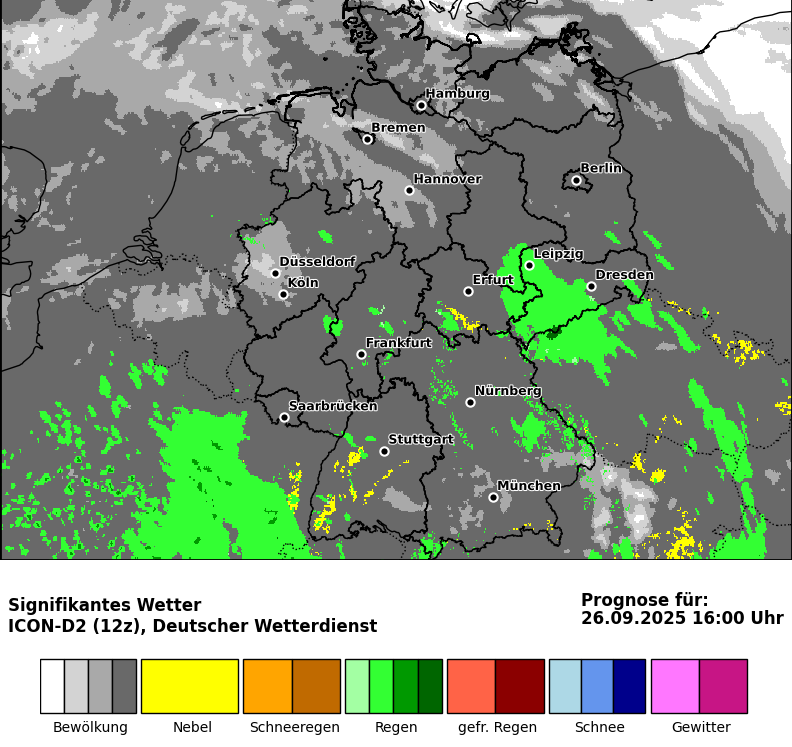 Hamburg
Bremen
Berlin
Hannover
Leipzig
Düsseldorf
Dresden
Köln
Erfurt
Frankfurt
Nürnberg
Saarbrücken
Stuttgart
München
Signifikantes Wetter
ICON-D2 (12z), Deutscher Wetterdienst
Prognose für:
26.09.2025 16:00 Uhr
Bewölkung Nebel Schneeregen Regen gefr. Regen Schnee Gewitter